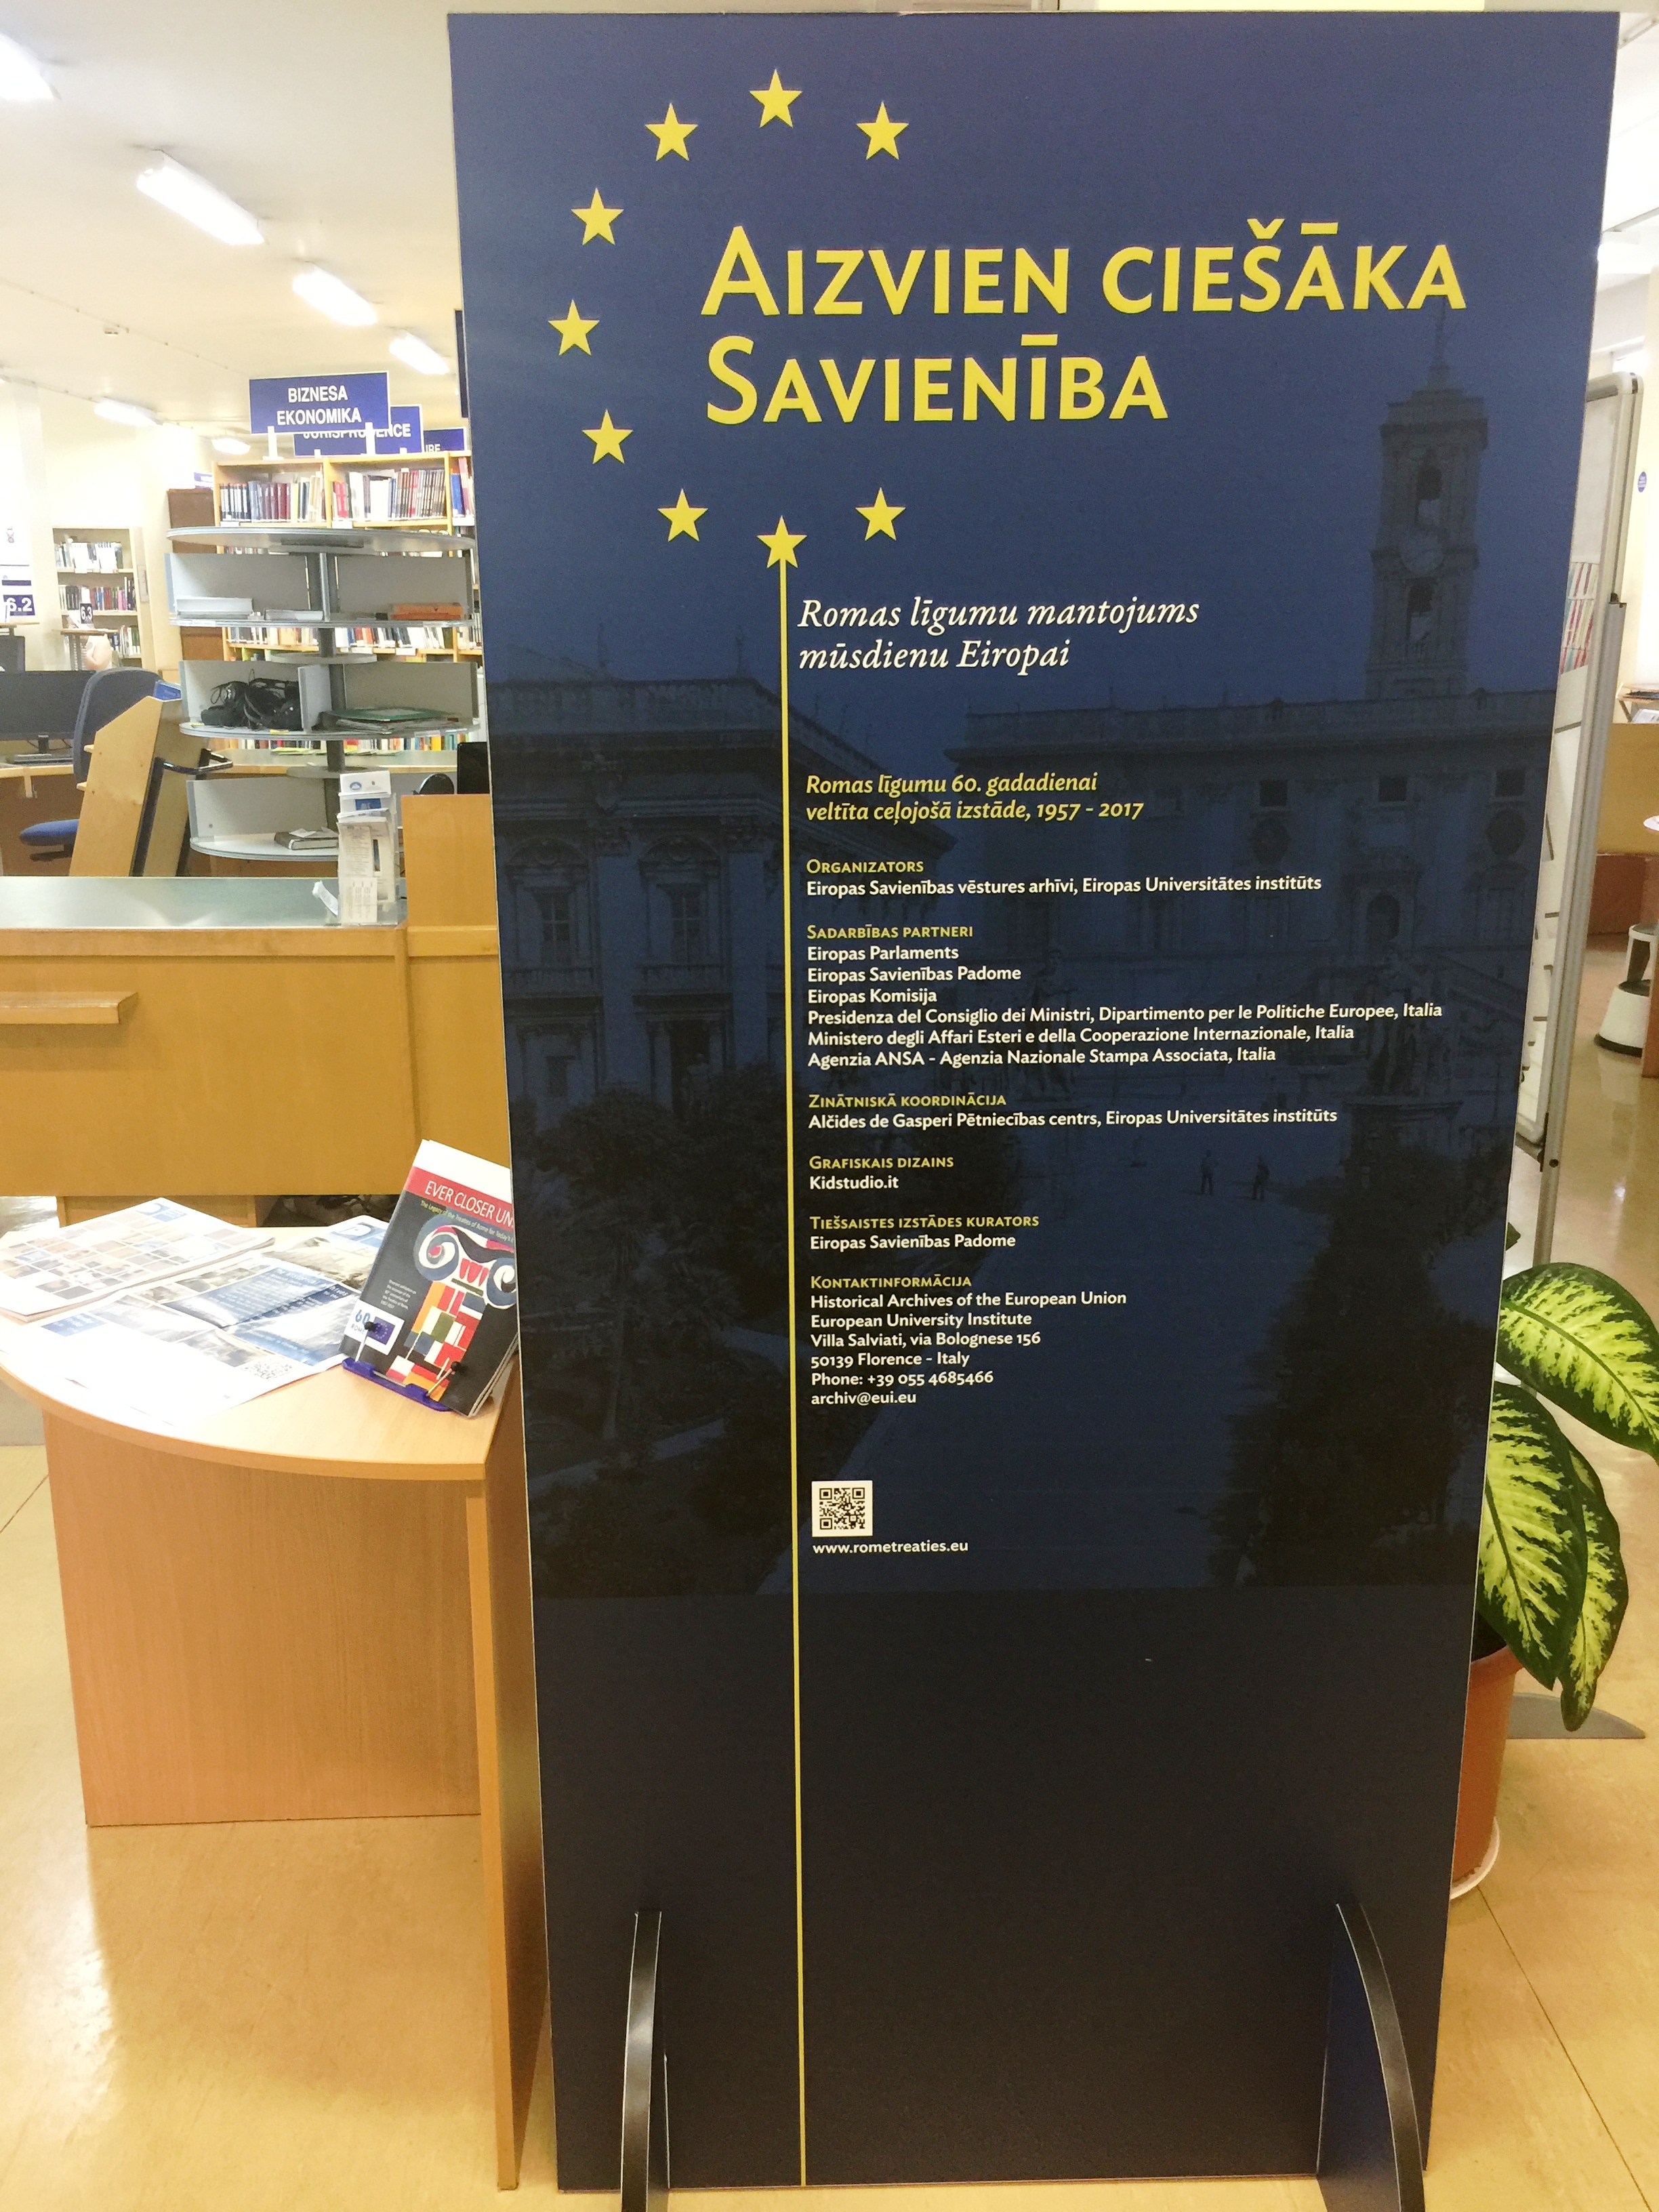 AIZVIEN CIEŠĀKA
SAVIENĪBA
Romas līgumu mantojums
mūsdienu Eiropai
Romas līgumu 60. gadadienai
veltīta ceļojošā izstāde, 1957 - 2017
ORGANIZATORS
Eiropas Savienības vēstures arhīvi, Eiropas Universitātes institūts
SADARBĪBAS PARTNERI
Eiropas Parlaments
Eiropas Savienības Padome
Eiropas Komisija
Presidenza del Consiglio dei Ministri, Dipartimento per le Politiche Europee, Italia
Ministero degli Affari Esteri e della Cooperazione Internazionale, Italia
Agenzia ANSA - Agenzia Nazionale Stampa Associata, Italia
ZINĀTNISKĀ KOORDINĀCIJA
Alčides de Gasperi Pētniecības centrs, Eiropas Universitātes institūts
GRAFISKAIS DIZAINS
Kidstudio.it
TIEŠSAISTES IZSTĀDES KURATORS
Eiropas Savienības Padome
KONTAKTINFORMĀCIJA
Historical Archives of the European Union
European University Institute
Villa Salviati, via Bolognese 156
50139 Florence - Italy
Phone: +39 055 4685466
archiv@eui.eu
www.rometreaties.eu
BIZNESA
EKONOMIKA
6.2
6.3
EVER CLOSER
60